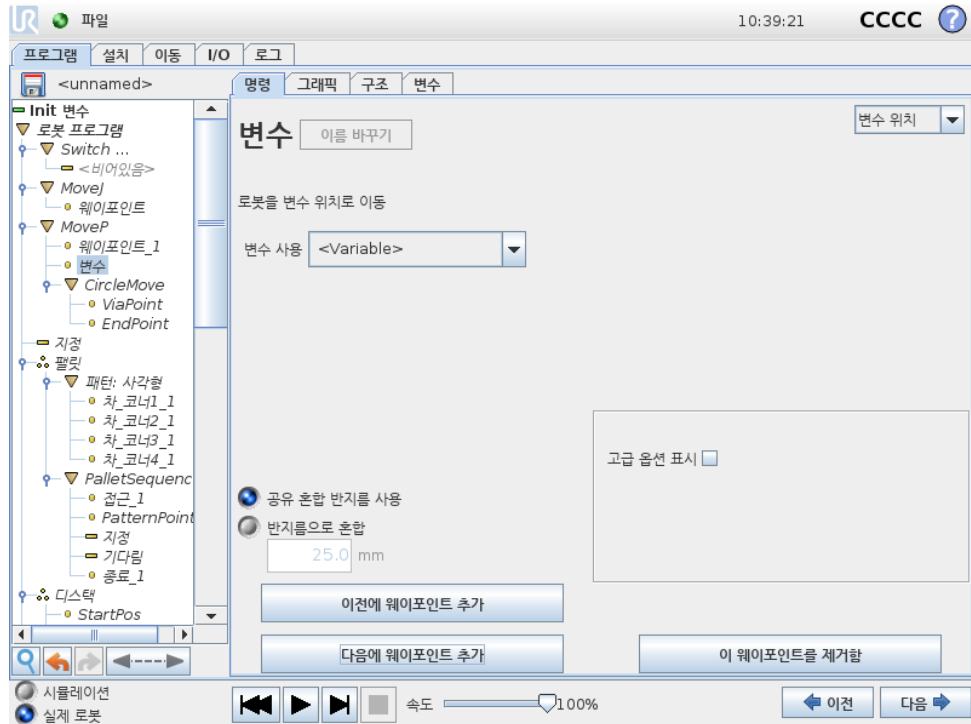 UR 파일 10:39:21 CCCC ?
프로그램 설치 이동 I/O 로그
<unnamed>
명령 그래픽 구조 변수
Init 변수
로봇 프로그램
Switch ...
<비어있음>
MoveJ
웨이포인트
MoveP
웨이포인트_1
변수
CircleMove
ViaPoint
EndPoint
지정
팔릿
패턴: 사각형
차_코너1_1
차_코너2_1
차_코너3_1
차_코너4_1
PalletSequenc
접근_1
PatternPoint
지정
기다림
종료_1
디스택
StartPos
변수 이름 바꾸기
변수 위치
로봇을 변수 위치로 이동
변수 사용 <Variable>
고급 옵션 표시
공유 혼합 반지름 사용
반지름으로 혼합
25.0 mm
이전에 웨이포인트 추가
다음에 웨이포인트 추가
이 웨이포인트를 제거함
시뮬레이션
실제 로봇
속도 100%
이전 다음